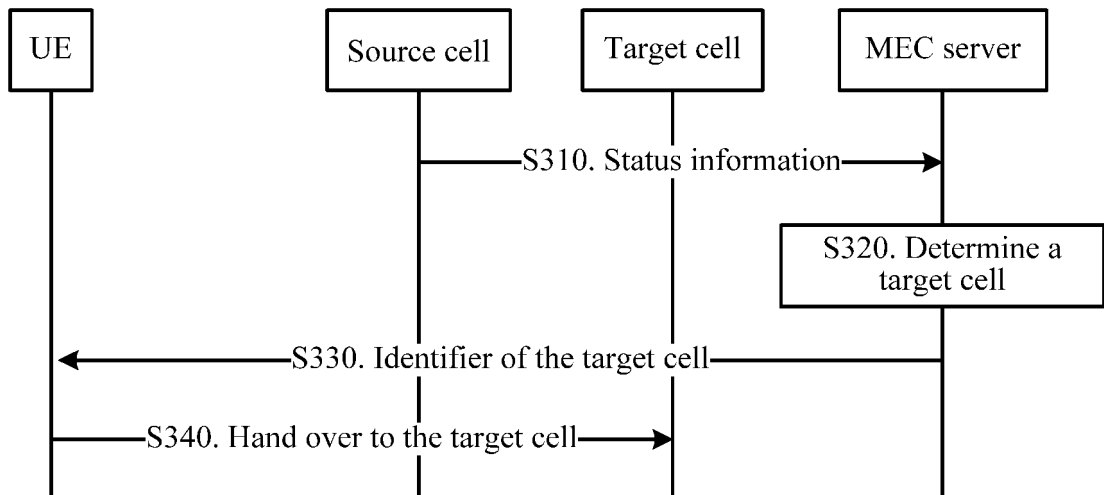 UE
Source cell
Target cell
MEC server
S310. Status information
S320. Determine a
target cell
S330. Identifier of the target cell
S340. Hand over to the target cell